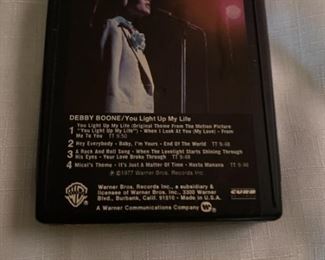 DEBBY BOONE/You Light Up My Life
You Light Up My Life (Original Theme From The Motion Picture
1 "You Light Up My Life") - When I Look At You (My Love) - From
Me To You TT 9:50
2 Hey Everybody - Baby, I'm Yours - End Of The World TT 9:48
3 A Rock And Roll Song - When The Lovelight Starts Shining Through
His Eyes - Your Love Broke Through TT 9:48
4 Micol's Theme - It's Just A Matter Of Time - Hasta Manana TT 9:46
©1977 Warner Bros. Records Inc.
Warner Bros. Records Inc., a subsidiary &
licensee of Warner Bros. Inc., 3300 Warner
Blvd., Burbank, Calif. 91510 • Made in U.S.A.
A Warner Communications Company
WB
CURB